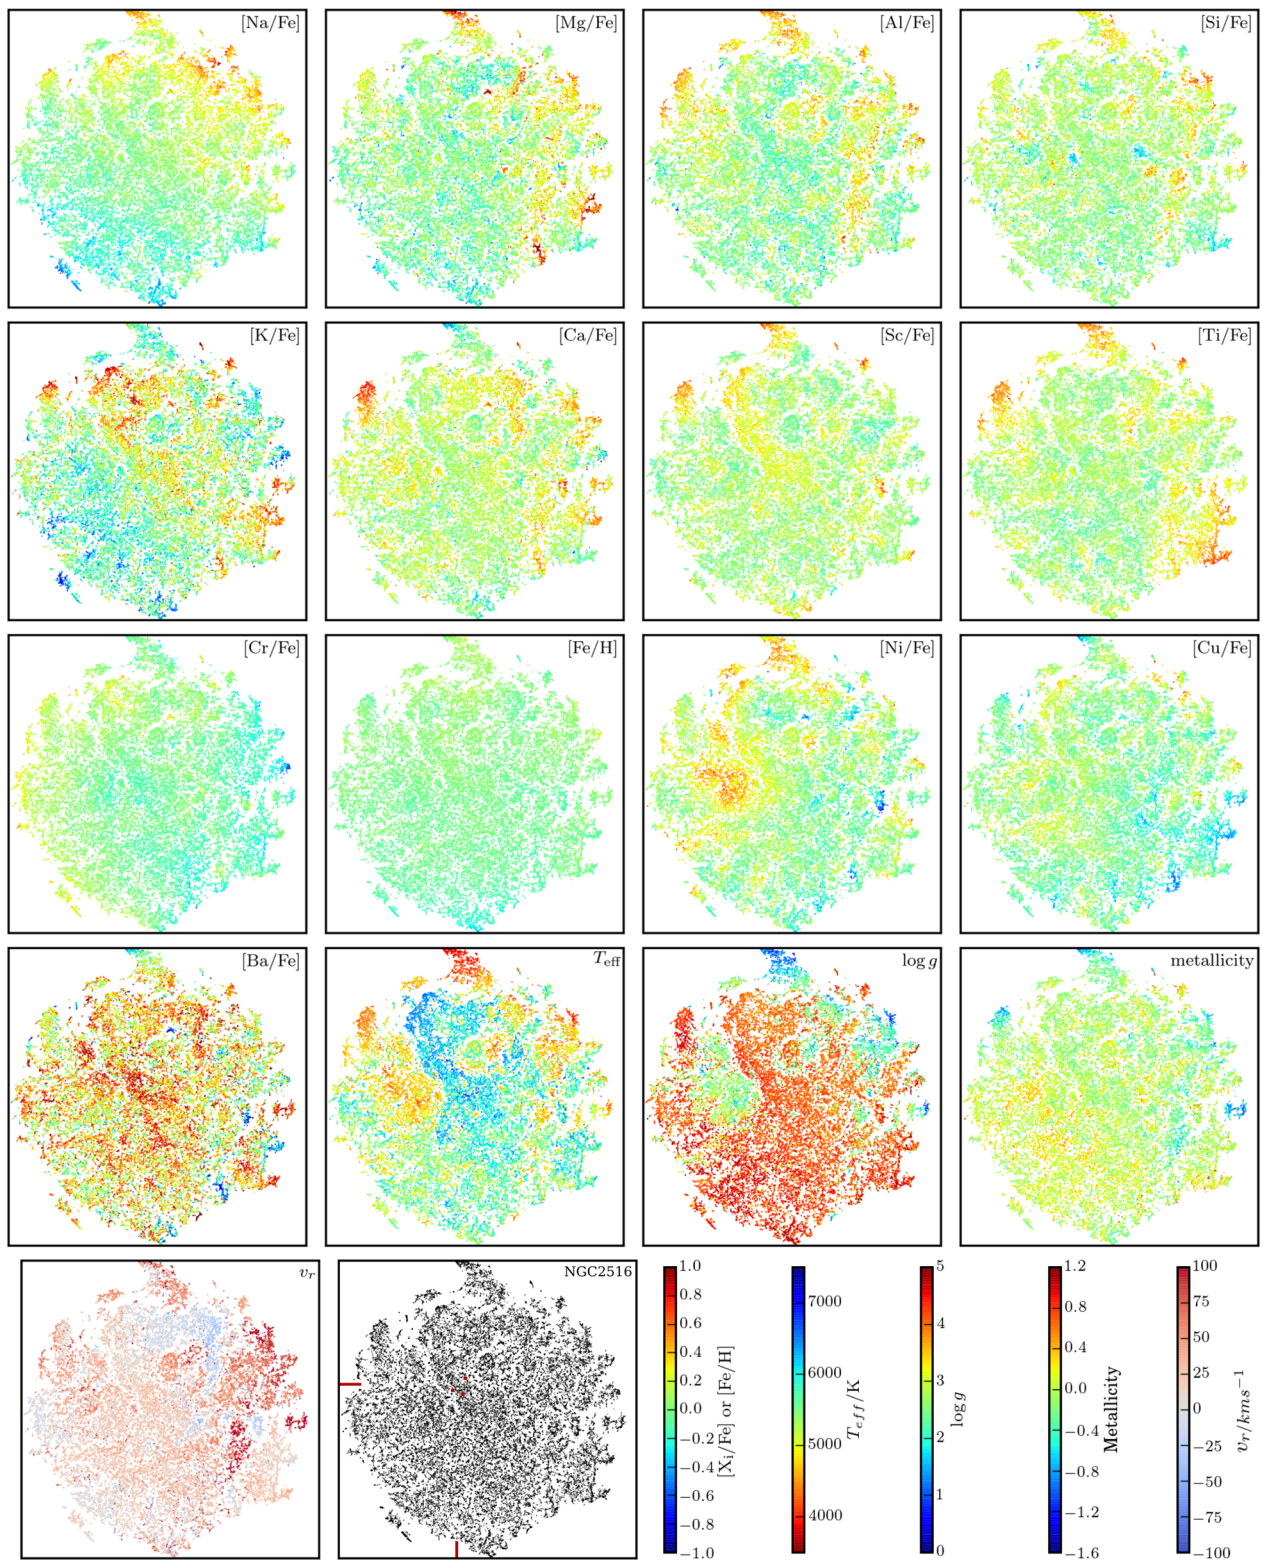 [Na/Fe]
[Mg/Fe]
[Al/Fe]
[Si/Fe]
[K/Fe]
[Ca/Fe]
[Sc/Fe]
[Ti/Fe]
[Cr/Fe]
[Fe/H]
[Ni/Fe]
[Cu/Fe]
[Ba/Fe]
T_eff
log g
metallicity
v_r
NGC2516
1.0
0.8
0.6
0.4
0.2
0.0
−0.2
−0.4
−0.6
−0.8
−1.0
[X_i/Fe] or [Fe/H]
7000
6000
5000
4000
T_eff/K
5
4
3
2
1
0
log g
1.2
0.8
0.4
0.0
−0.4
−0.8
−1.2
−1.6
Metallicity
100
75
50
25
0
−25
−50
−75
−100
v_r/kms^−1